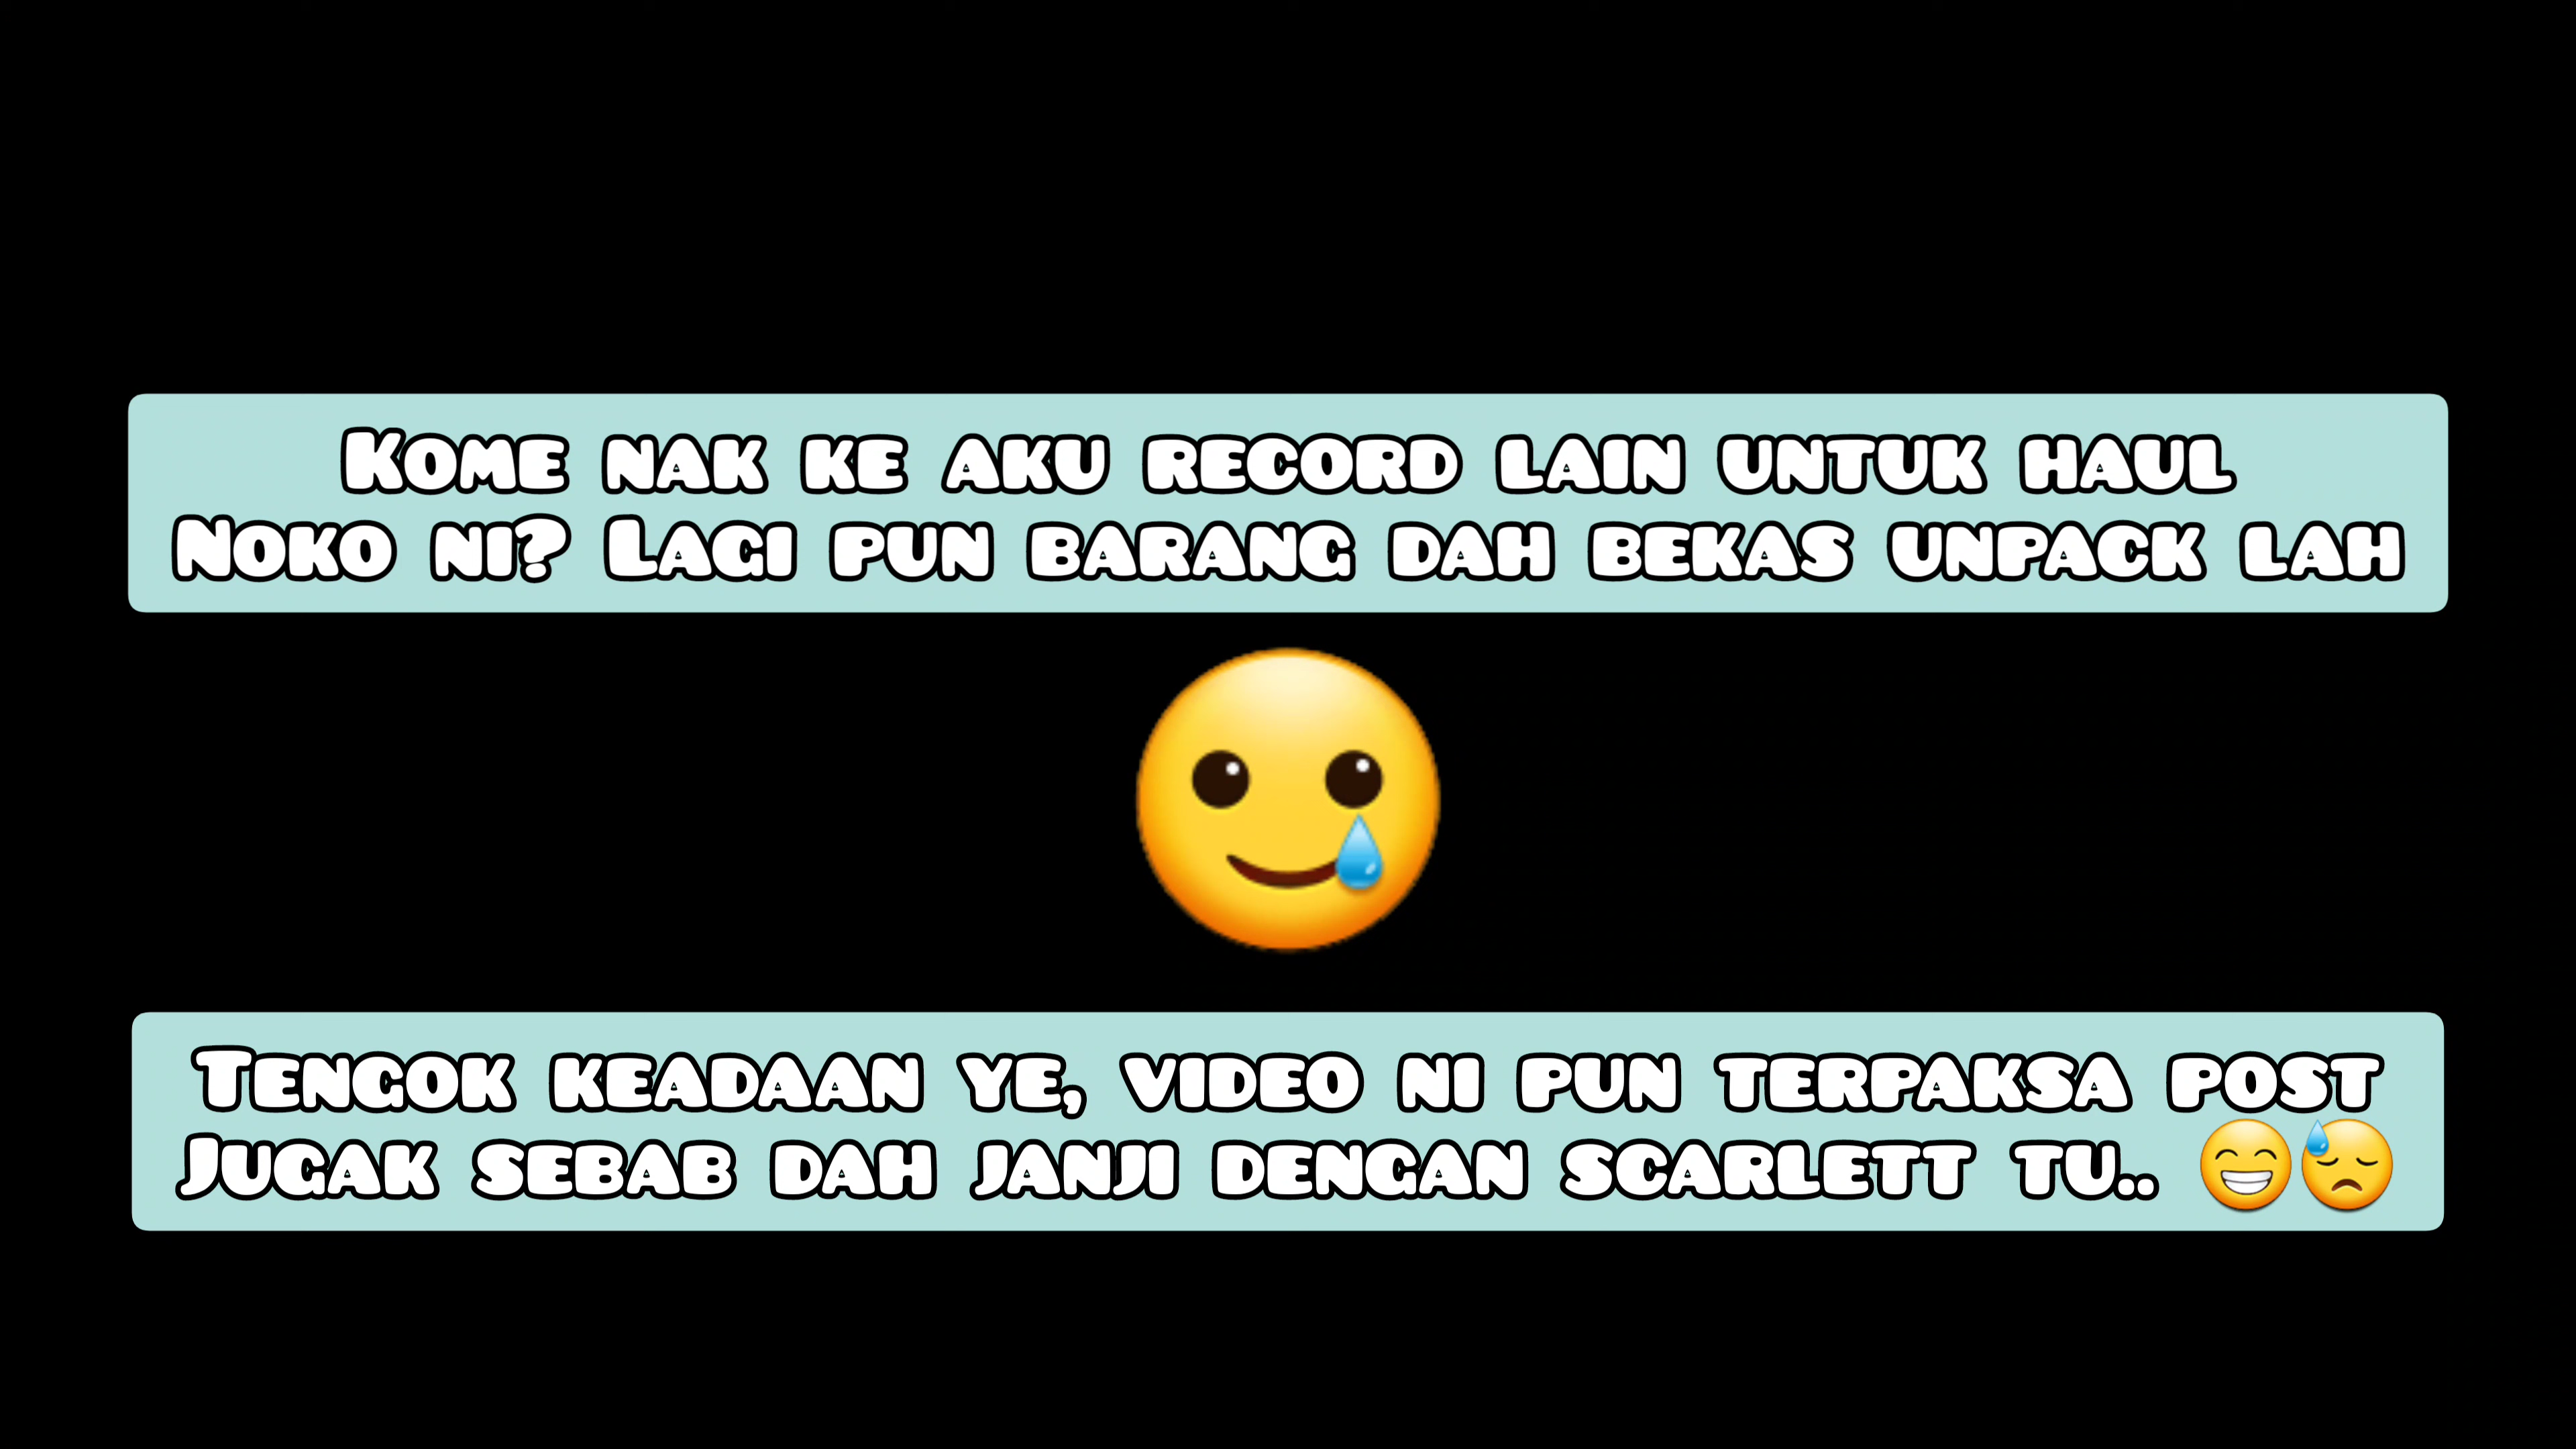 Kome nak ke aku record lain untuk haul
Noko ni? Lagi pun barang dah bekas unpack lah
🥲
Tengok keadaan ye, video ni pun terpaksa post
Jugak sebab dah janji dengan scarlett tu.. 😁😓